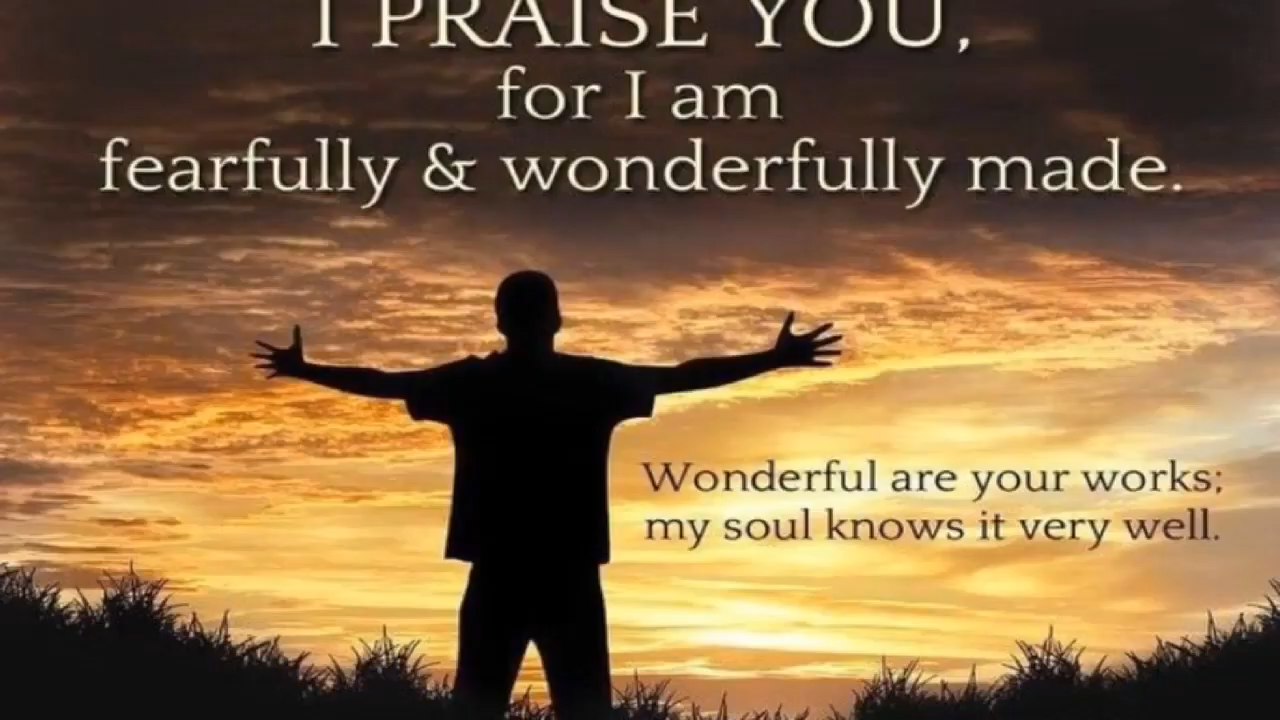 I PRAISE YOU,
for I am
fearfully & wonderfully made.
Wonderful are your works;
my soul knows it very well.